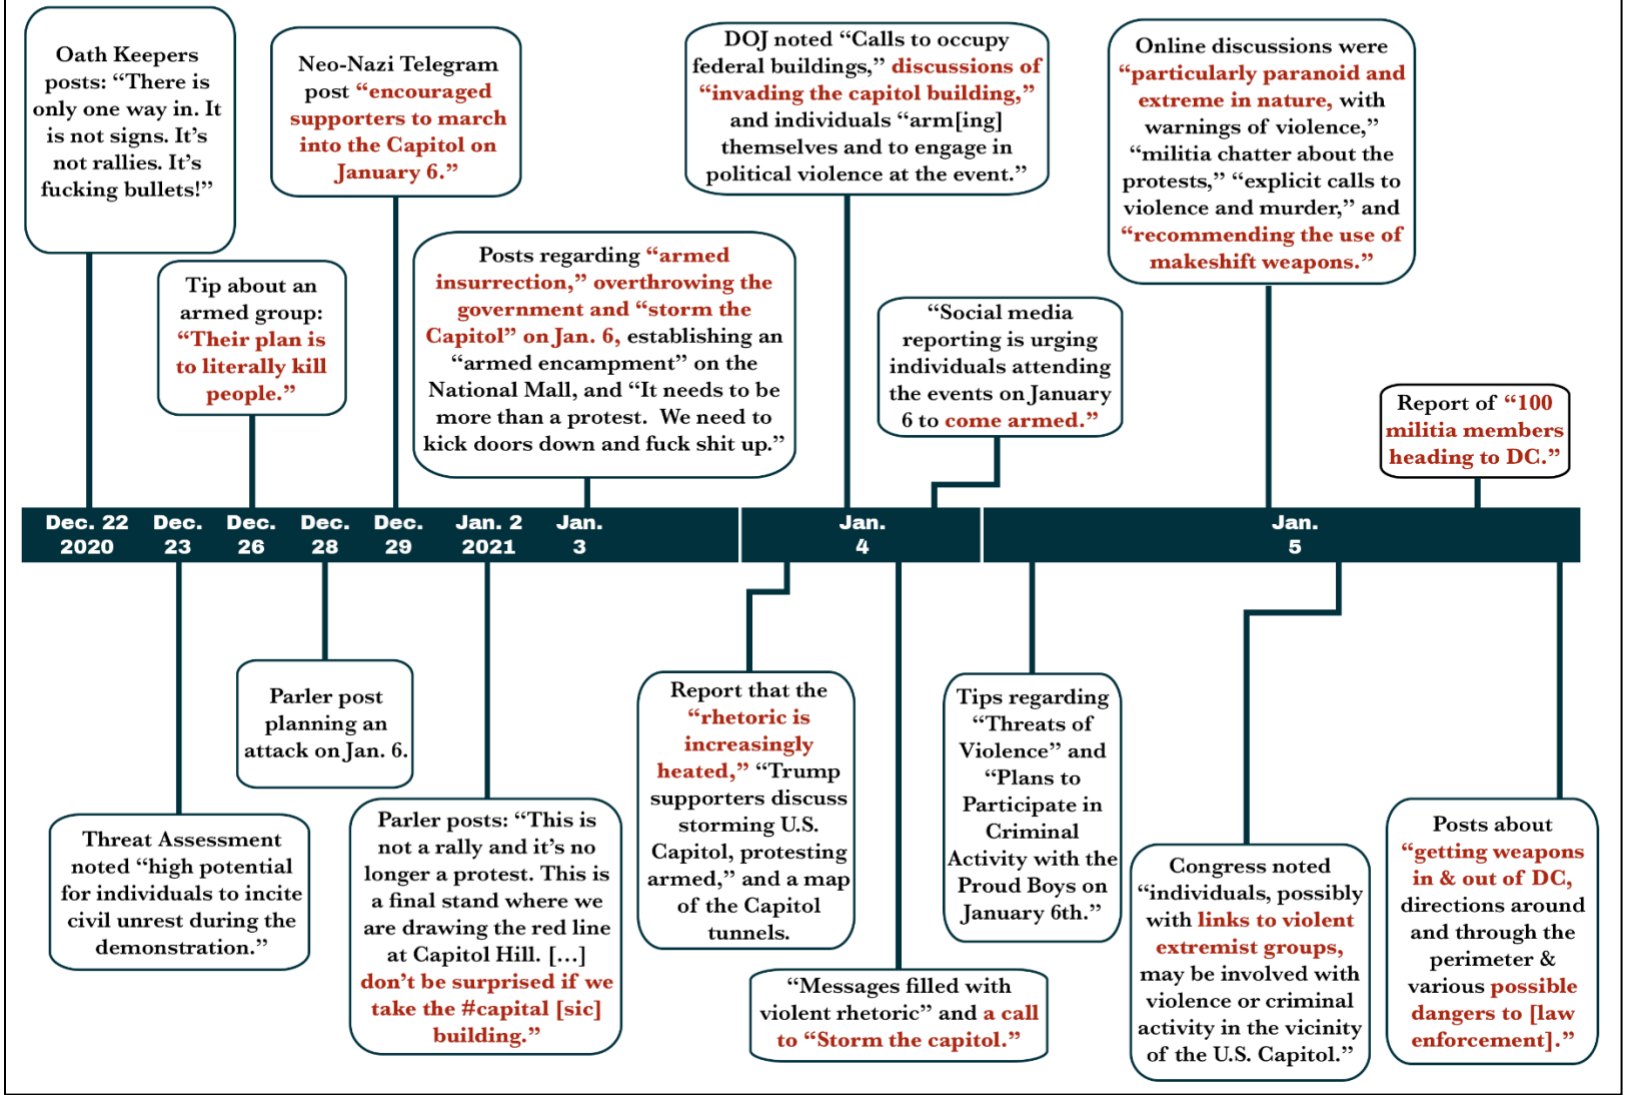 Oath Keepers
posts: “There is
only one way in. It
is not signs. It’s
not rallies. It’s
fucking bullets!”
Neo-Nazi Telegram
post “encouraged
supporters to march
into the Capitol on
January 6.”
DOJ noted “Calls to occupy
federal buildings,” discussions of
“invading the capitol building,”
and individuals “arm[ing]
themselves and to engage in
political violence at the event.”
Online discussions were
“particularly paranoid and
extreme in nature, with
warnings of violence,”
“militia chatter about the
protests,” “explicit calls to
violence and murder,” and
“recommending the use of
makeshift weapons.”
Tip about an
armed group:
“Their plan is
to literally kill
people.”
Posts regarding “armed
insurrection,” overthrowing the
government and “storm the
Capitol” on Jan. 6, establishing an
“armed encampment” on the
National Mall, and “It needs to be
more than a protest. We need to
kick doors down and fuck shit up.”
“Social media
reporting is urging
individuals attending
the events on January
6 to come armed.”
Report of “100
militia members
heading to DC.”
Dec. 22
2020
Dec.
23
Dec.
26
Dec.
28
Dec.
29
Jan. 2
2021
Jan.
3
Jan.
4
Jan.
5
Threat Assessment
noted “high potential
for individuals to incite
civil unrest during the
demonstration.”
Parler post
planning an
attack on Jan. 6.
Parler posts: “This is
not a rally and it’s no
longer a protest. This is
a final stand where we
are drawing the red line
at Capitol Hill. [...]
don’t be surprised if we
take the #capital [sic]
building.”
Report that the
“rhetoric is
increasingly
heated,” “Trump
supporters discuss
storming U.S.
Capitol, protesting
armed,” and a map
of the Capitol
tunnels.
“Messages filled with
violent rhetoric” and a call
to “Storm the capitol.”
Tips regarding
“Threats of
Violence” and
“Plans to
Participate in
Criminal
Activity with the
Proud Boys on
January 6th.”
Congress noted
“individuals, possibly
with links to violent
extremist groups,
may be involved with
violence or criminal
activity in the vicinity
of the U.S. Capitol.”
Posts about
“getting weapons
in & out of DC,
directions around
and through the
perimeter &
various possible
dangers to [law
enforcement].”